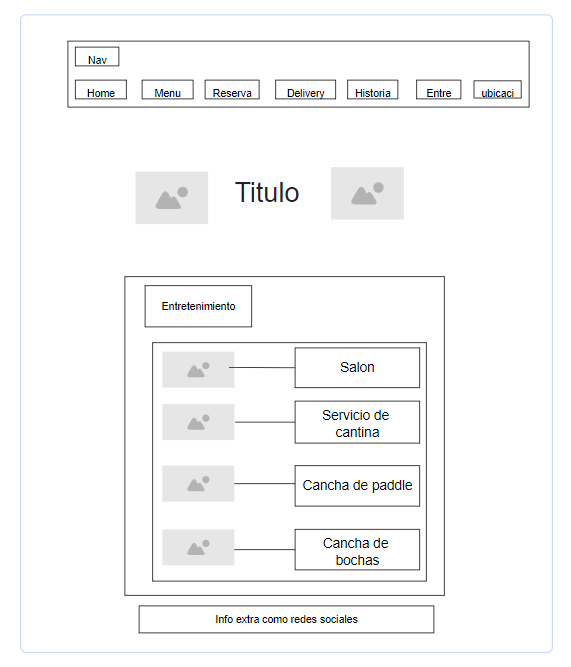 Nav
Home Menu Reserva Delivery Historia Entre ubicaci
Titulo
Entretenimiento
Salon
Servicio de
cantina
Cancha de paddle
Cancha de
bochas
Info extra como redes sociales